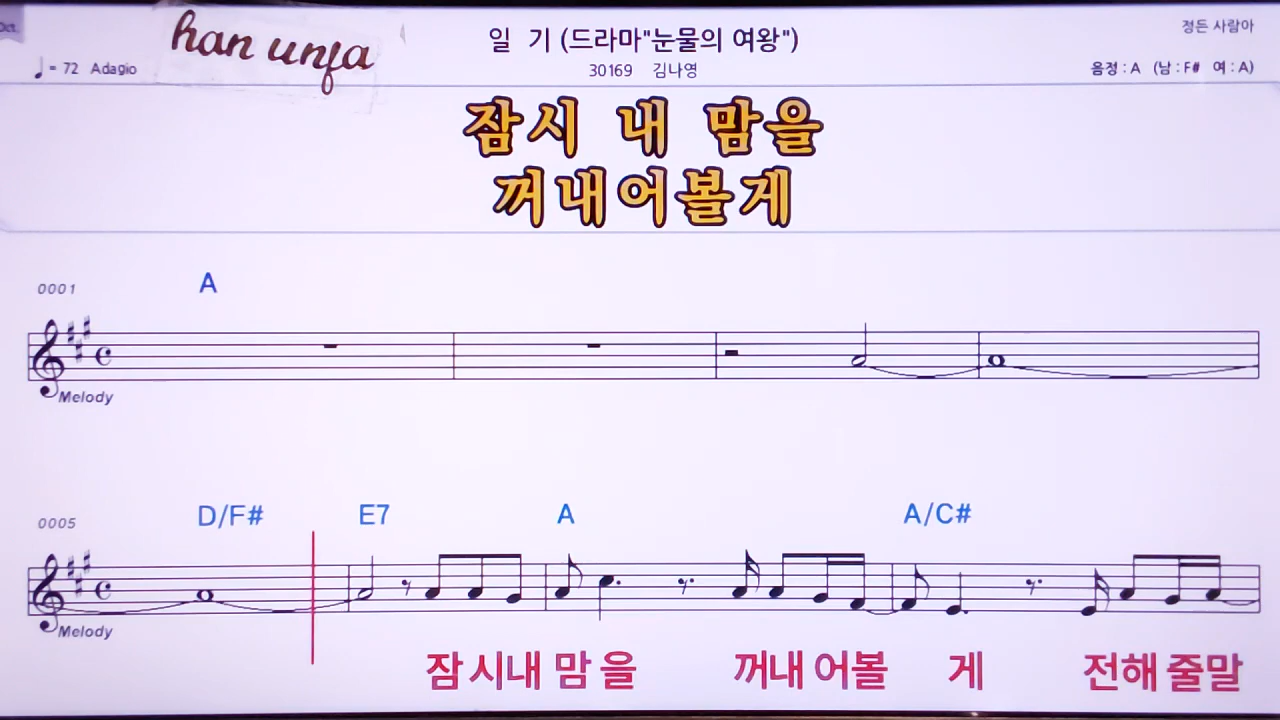 Oct.
han unja
일 기 (드라마"눈물의 여왕")
정든 사람아
♩= 72 Adagio
30169 김나영
음정 : A (남 : F# 여 : A)
잠시 내 맘을
꺼내어볼게
0001
A
Melody
0005
D/F# E7 A A/C#
Melody
잠 시내 맘 을 꺼내 어볼 게 전해 줄말